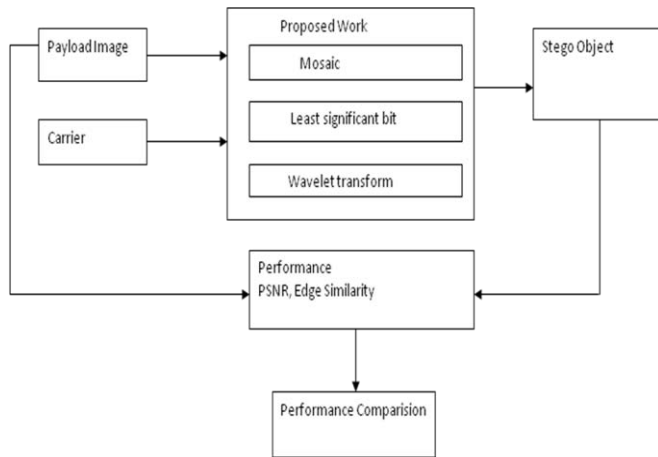 Payload Image
Carrier
Proposed Work
Mosaic
Least significant bit
Wavelet transform
Stego Object
Performance
PSNR, Edge Similarity
Performance Comparision